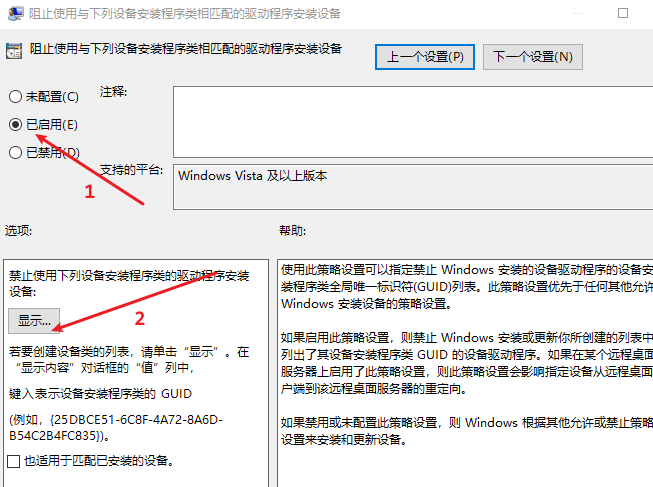 阻止使用与下列设备安装程序类相匹配的驱动程序安装设备
阻止使用与下列设备安装程序类相匹配的驱动程序安装设备
上一个设置(P)
下一个设置(N)
未配置(C)
注释:
已启用(E)
已禁用(D)
1
支持的平台:
Windows Vista 及以上版本
选项:
帮助:
禁止使用下列设备安装程序类的驱动程序安装
设备:
显示...
2
若要创建设备类的列表，请单击“显示”。在
“显示内容”对话框的“值”列中，
键入表示设备安装程序类的 GUID
(例如，{25DBCE51-6C8F-4A72-8A6D-
B54C2B4FC835})。
也适用于匹配已安装的设备。
使用此策略设置可以指定禁止 Windows 安装的设备驱动程序的设备安
装程序类全局唯一标识符(GUID)列表。此策略设置优先于任何其他允许
Windows 安装设备的策略设置。
如果启用此策略设置，则禁止 Windows 安装或更新你所创建的列表中
列出了其设备安装程序类 GUID 的设备驱动程序。如果在某个远程桌面
服务器上启用了此策略设置，则此策略设置会影响指定设备从远程桌面
户端到该远程桌面服务器的重定向。
如果禁用或未配置此策略设置，则 Windows 根据其他允许或禁止策略
设置来安装和更新设备。